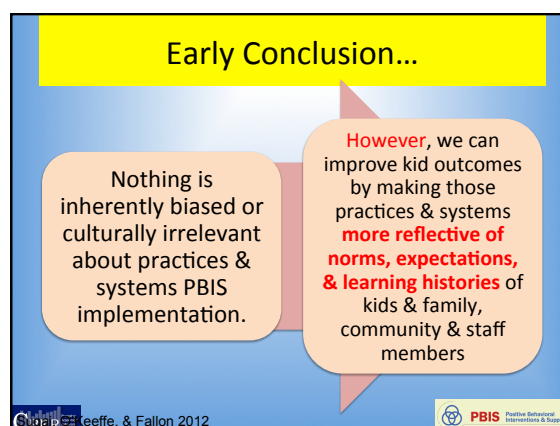 Early Conclusion…
Nothing is
inherently biased or
culturally irrelevant
about practices &
systems PBIS
implementation.
However, we can
improve kid outcomes
by making those
practices & systems
more reflective of
norms, expectations,
& learning histories of
kids & family,
community & staff
members
Keeffe, & Fallon 2012
PBIS
Positive Behavioral
Interventions & Supp